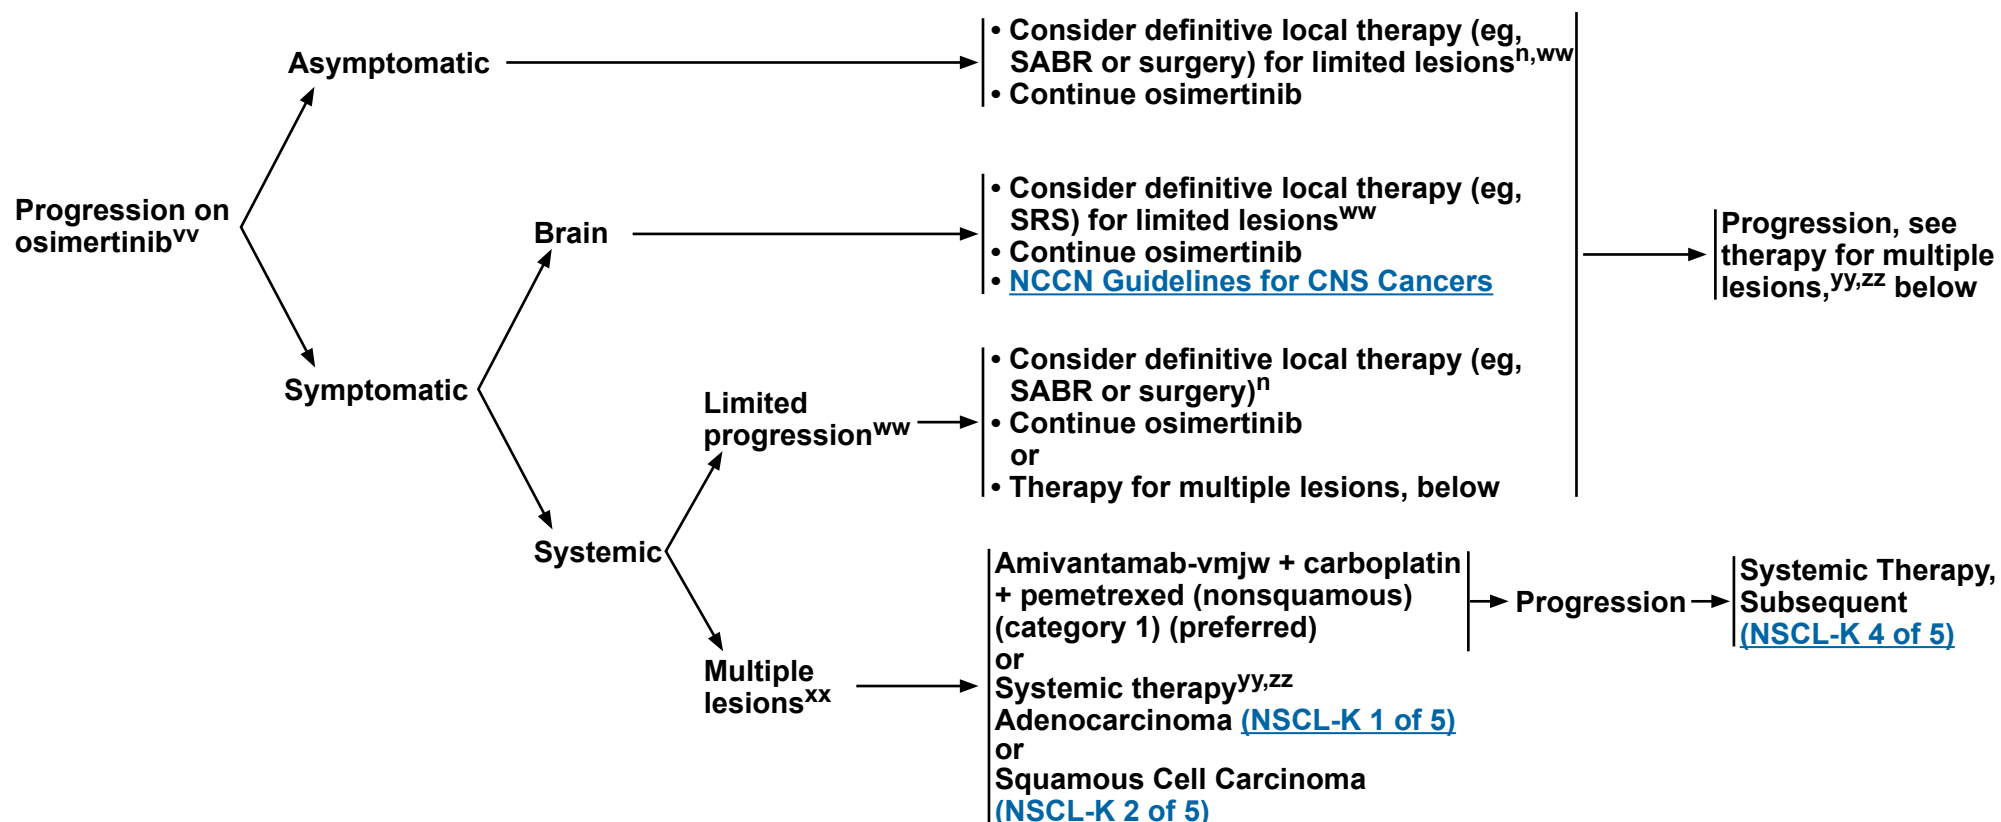 Asymptomatic
• Consider definitive local therapy (eg,
SABR or surgery) for limited lesionsn,ww
• Continue osimertinib
Progression on
osimertinibvv
Brain
• Consider definitive local therapy (eg,
SRS) for limited lesionsww
• Continue osimertinib
• NCCN Guidelines for CNS Cancers
Progression, see
therapy for multiple
lesions,yy,zz below
Symptomatic
Limited
progressionww
• Consider definitive local therapy (eg,
SABR or surgery)n
• Continue osimertinib
or
• Therapy for multiple lesions, below
Systemic
Multiple
lesionsxx
Amivantamab-vmjw + carboplatin
+ pemetrexed (nonsquamous)
(category 1) (preferred)
or
Systemic therapyyy,zz
Adenocarcinoma (NSCL-K 1 of 5)
or
Squamous Cell Carcinoma
(NSCL-K 2 of 5)
Progression
Systemic Therapy,
Subsequent
(NSCL-K 4 of 5)